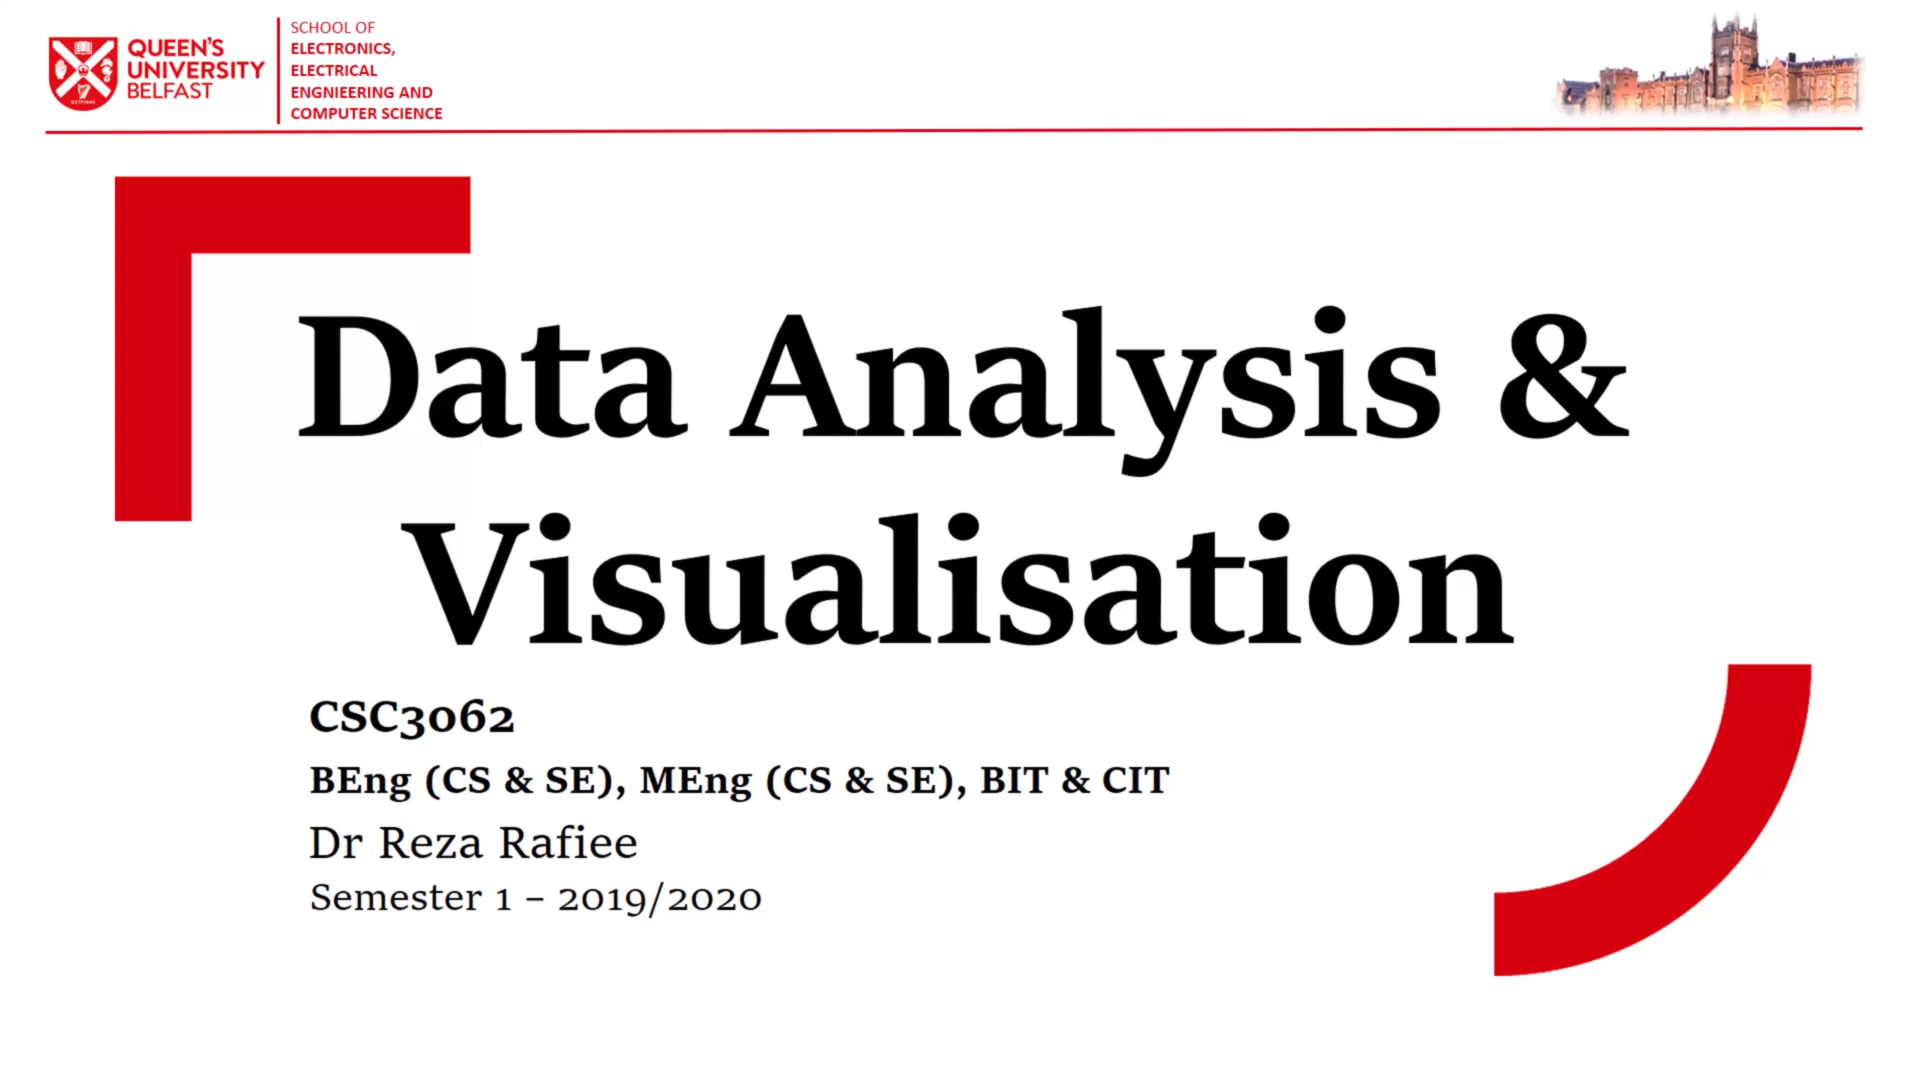 QUEEN'S
UNIVERSITY
BELFAST
SCHOOL OF
ELECTRONICS,
ELECTRICAL
ENGNIEERING AND
COMPUTER SCIENCE
Data Analysis &
Visualisation
CSC3062
BEng (CS & SE), MEng (CS & SE), BIT & CIT
Dr Reza Rafiee
Semester 1 – 2019/2020